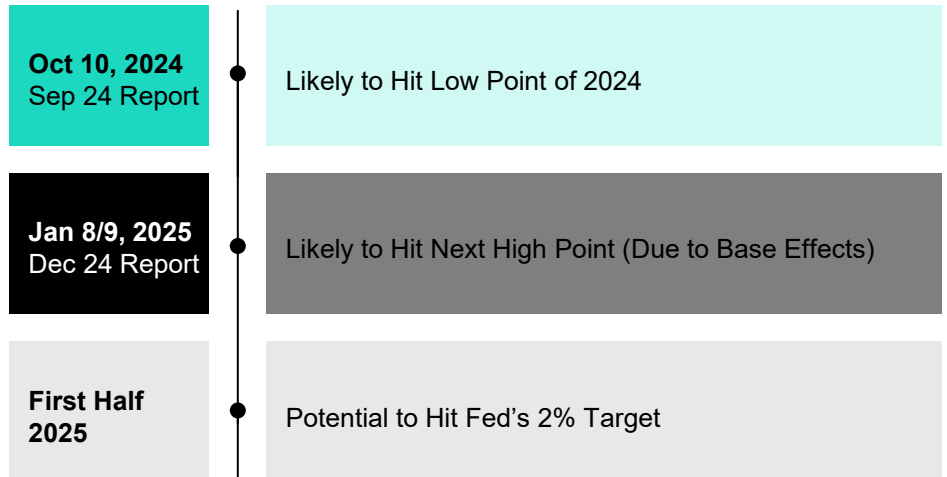 Oct 10, 2024
Sep 24 Report
Likely to Hit Low Point of 2024
Jan 8/9, 2025
Dec 24 Report
Likely to Hit Next High Point (Due to Base Effects)
First Half
2025
Potential to Hit Fed’s 2% Target